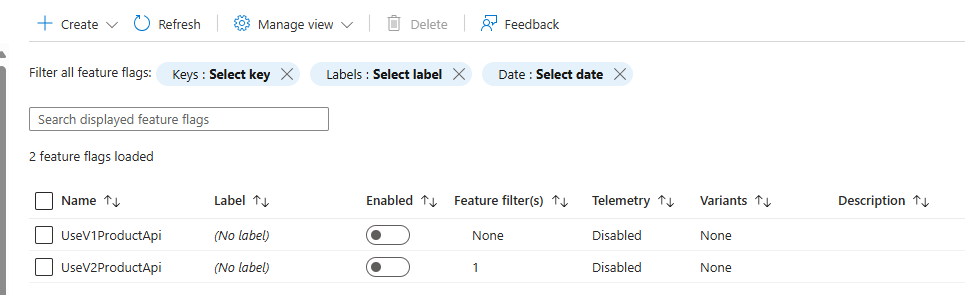 Create Refresh Manage view Delete Feedback
Filter all feature flags: Keys : Select key Labels : Select label Date : Select date
Search displayed feature flags
2 feature flags loaded
Name Label Enabled Feature filter(s) Telemetry Variants Description
UseV1ProductApi (No label) None Disabled None
UseV2ProductApi (No label) 1 Disabled None